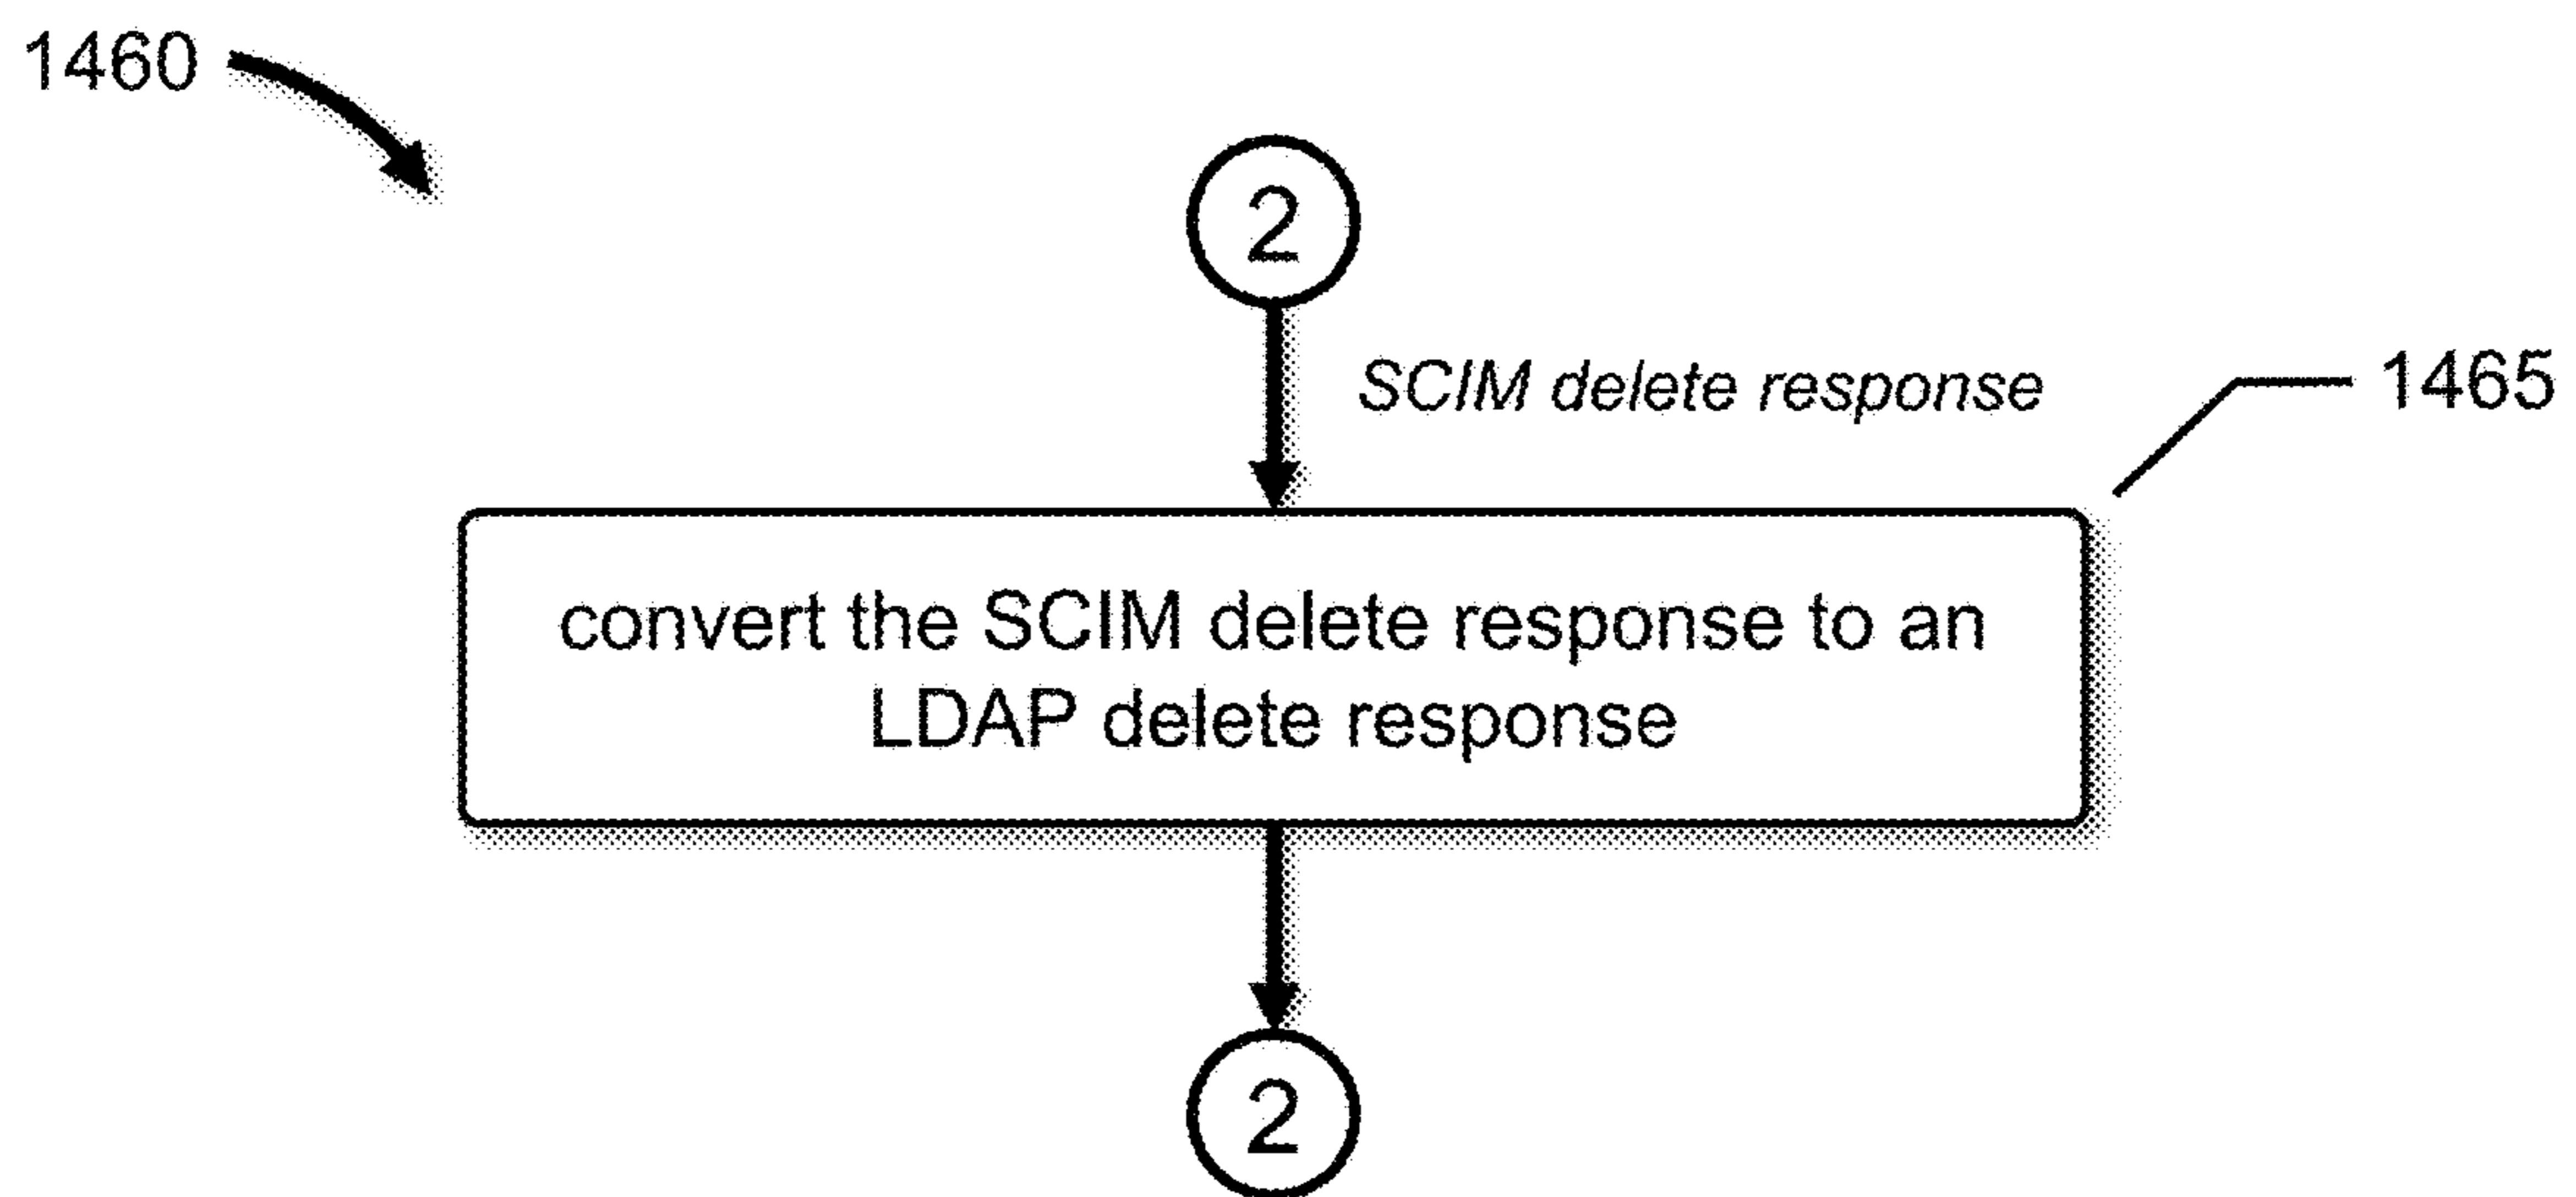 1460
2
SCIM delete response
1465
convert the SCIM delete response to an
LDAP delete response
2